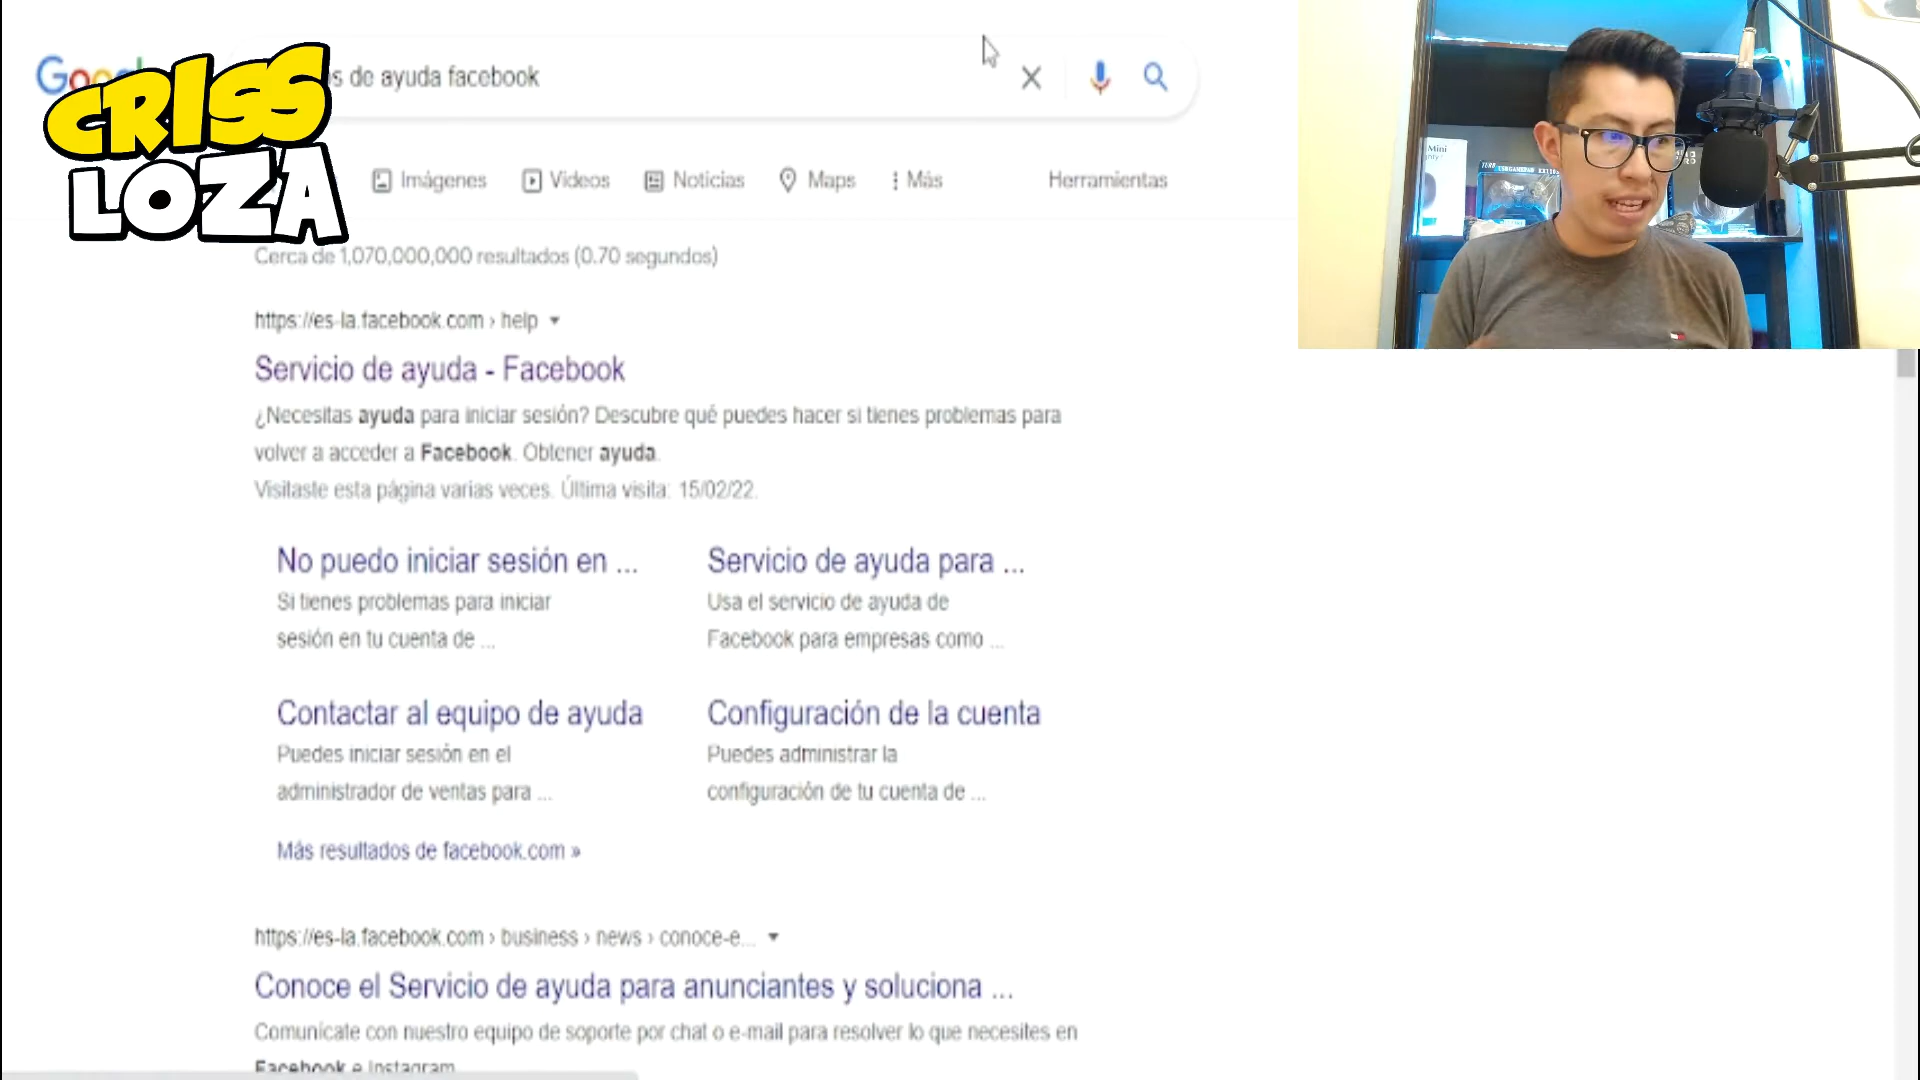 CRISS
LOZA
de ayuda facebook
Imágenes
Videos
Noticias
Maps
Más
Herramientas
Cerca de 1,070,000,000 resultados (0.70 segundos)
https://es-la.facebook.com › help
Servicio de ayuda - Facebook
¿Necesitas ayuda para iniciar sesión? Descubre qué puedes hacer si tienes problemas para
volver a acceder a Facebook. Obtener ayuda.
Visitaste esta página varias veces. Última visita: 15/02/22.
No puedo iniciar sesión en ...
Si tienes problemas para iniciar
sesión en tu cuenta de ...
Servicio de ayuda para ...
Usa el servicio de ayuda de
Facebook para empresas como ...
Contactar al equipo de ayuda
Puedes iniciar sesión en el
administrador de ventas para ...
Configuración de la cuenta
Puedes administrar la
configuración de tu cuenta de ...
Más resultados de facebook.com »
https://es-la.facebook.com › business › news › conoce-e...
Conoce el Servicio de ayuda para anunciantes y soluciona ...
Comunícate con nuestro equipo de soporte por chat o e-mail para resolver lo que necesites en
Facebook e Instagram
Mini